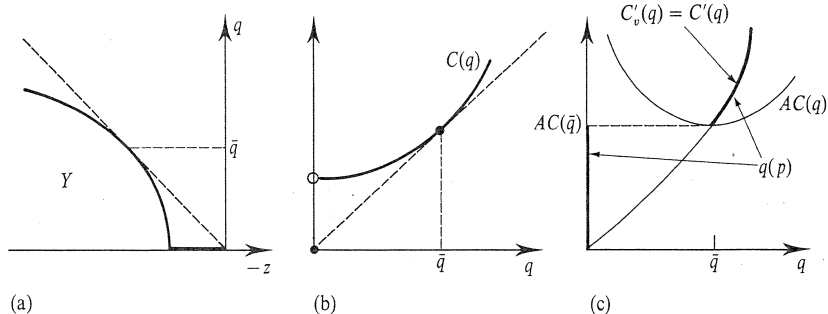 q
q̄
Y
−z
(a)
C(q)
q̄
q
(b)
C′ᵥ(q) = C′(q)
AC(q)
AC(q̄)
q(p)
q̄
q
(c)